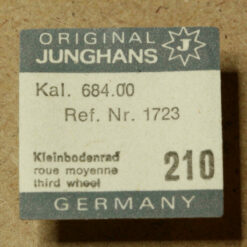 ORIGINAL
JUNGHANS J
Kal. 684.00
Ref. Nr. 1723
Kleinbodenrad
roue moyenne
third wheel
210
GERMANY